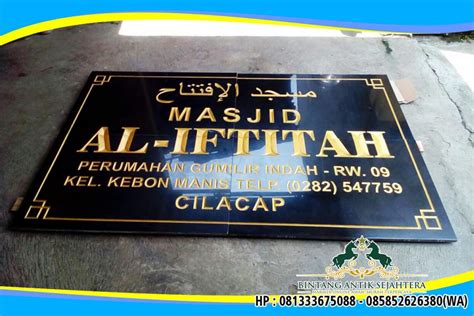 مسجد الإفتتاح
MASJID
AL-IFTITAH
PERUMAHAN GUMILIR INDAH - RW. 09
KEL. KEBON MANIS TELP (0282) 547759
CILACAP
BINTANG ANTIK SEJAHTERA
HP : 081333675088 - 085852626380(WA)